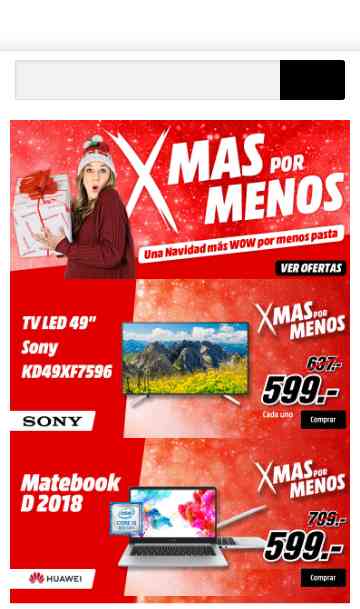 XMAS POR
MENOS
Una Navidad más WOW por menos pasta
VER OFERTAS
TV LED 49"
Sony
KD49XF7596
XMAS POR
MENOS
637.-
599.-
Cada uno
Comprar
SONY
Matebook
D 2018
XMAS POR
MENOS
799.-
599.-
Comprar
HUAWEI